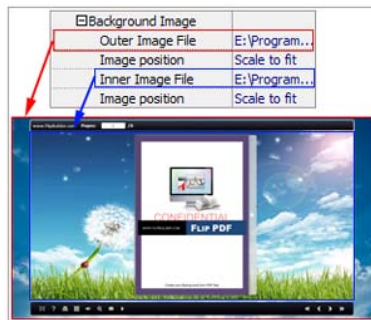 Background Image
Outer Image File E:\Program...
Image position Scale to fit
Inner Image File E:\Program...
Image position Scale to fit
Pages:
CONFIDENTIAL
FLIP PDF